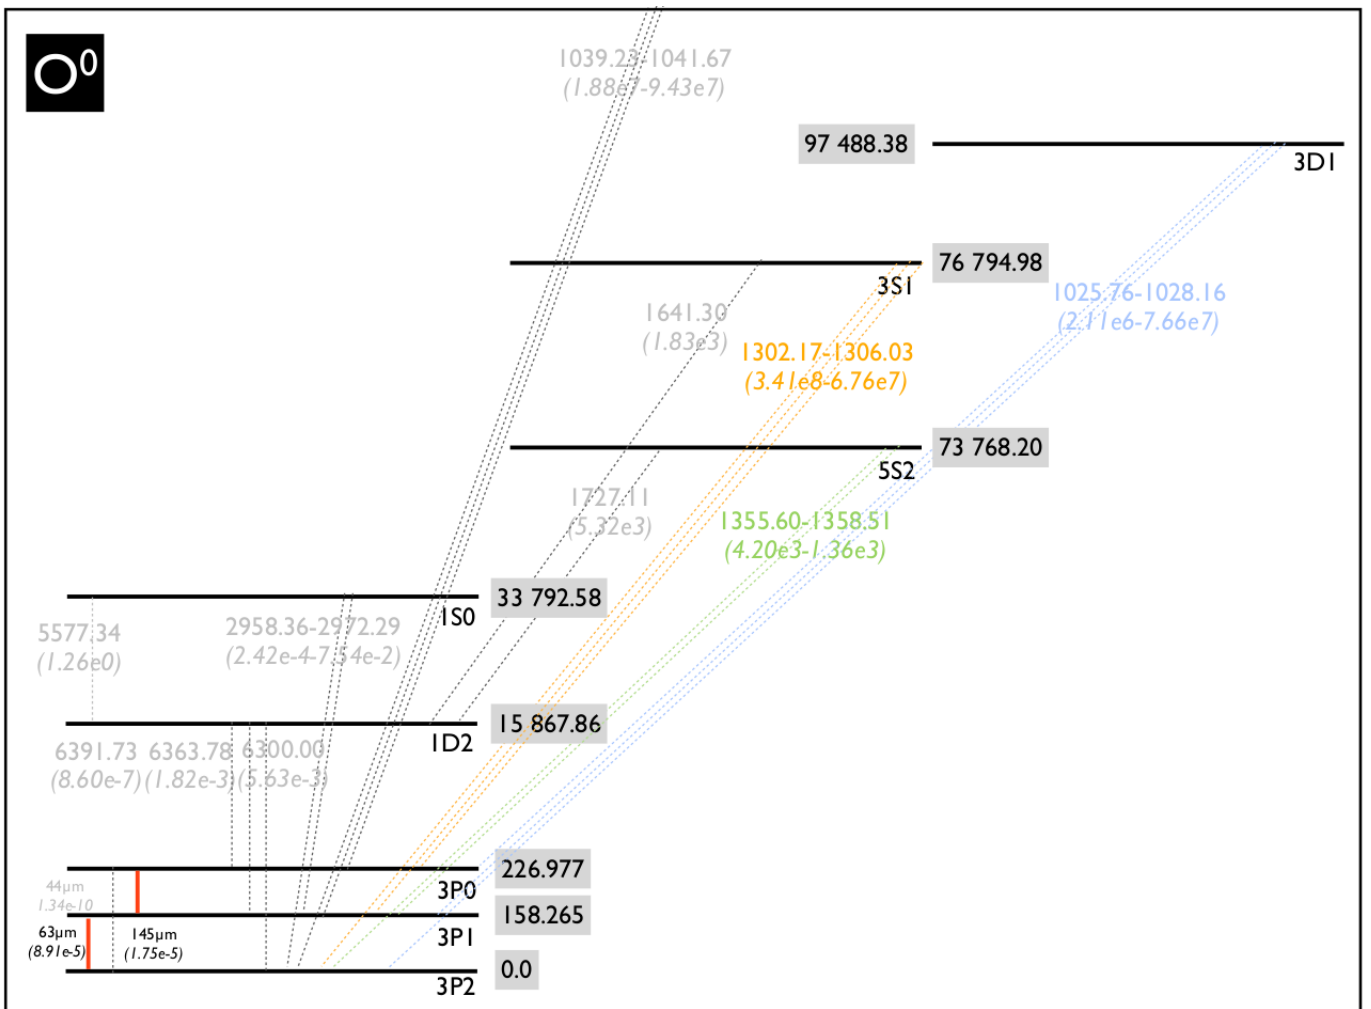 O⁰
1039.23-1041.67
(1.88e7-9.43e7)
97 488.38
3D1
76 794.98
3S1
1025.76-1028.16
(2.11e6-7.66e7)
1641.30
(1.83e3)
1302.17-1306.03
(3.41e8-6.76e7)
73 768.20
5S2
1727.11
(5.32e3)
1355.60-1358.51
(4.20e3-1.36e3)
33 792.58
1S0
5577.34
(1.26e0)
2958.36-2972.29
(2.42e-4-7.54e-2)
15 867.86
1D2
6391.73 6363.78 6300.00
(8.60e-7) (1.82e-3) (5.63e-3)
226.977
3P0
44µm
1.34e-10
158.265
3P1
63µm
(8.91e-5)
145µm
(1.75e-5)
0.0
3P2